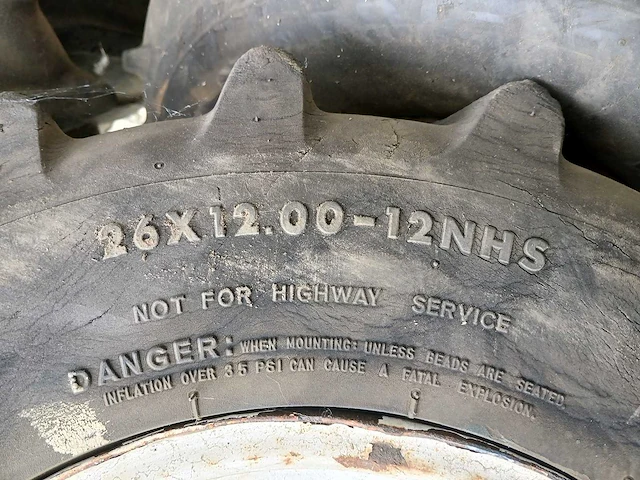 26X12.00-12NHS
NOT FOR HIGHWAY SERVICE
DANGER: WHEN MOUNTING: UNLESS BEADS ARE SEATED,
INFLATION OVER 35 PSI CAN CAUSE A FATAL EXPLOSION.